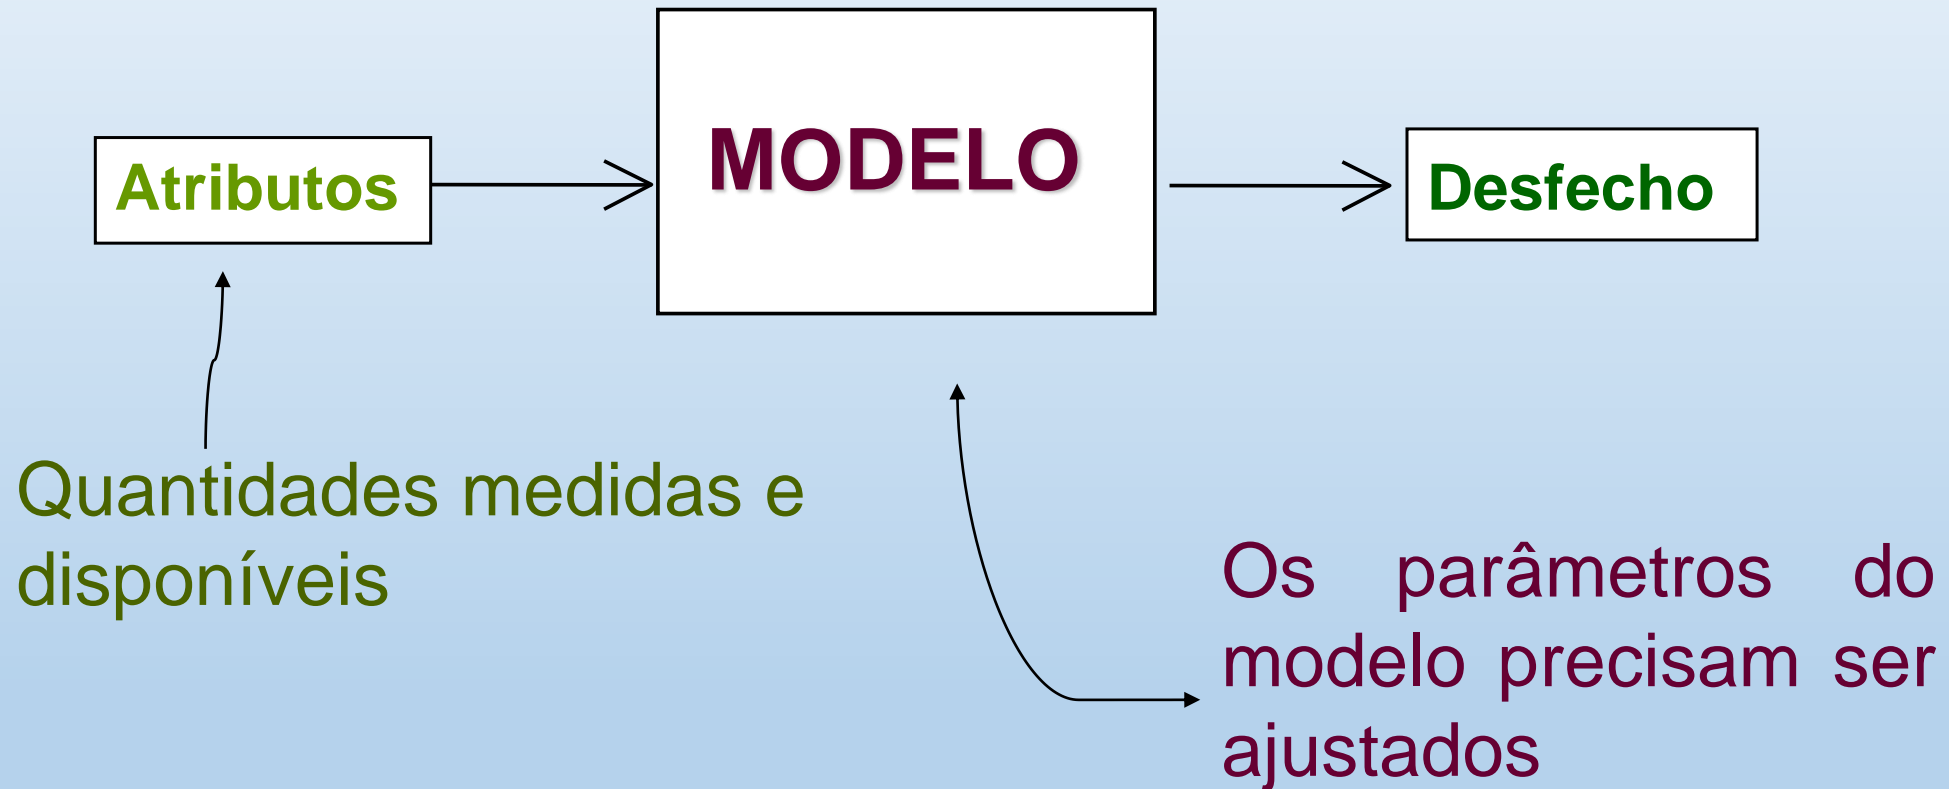 Atributos
MODELO
Desfecho
Quantidades medidas e
disponíveis
Os parâmetros do
modelo precisam ser
ajustados